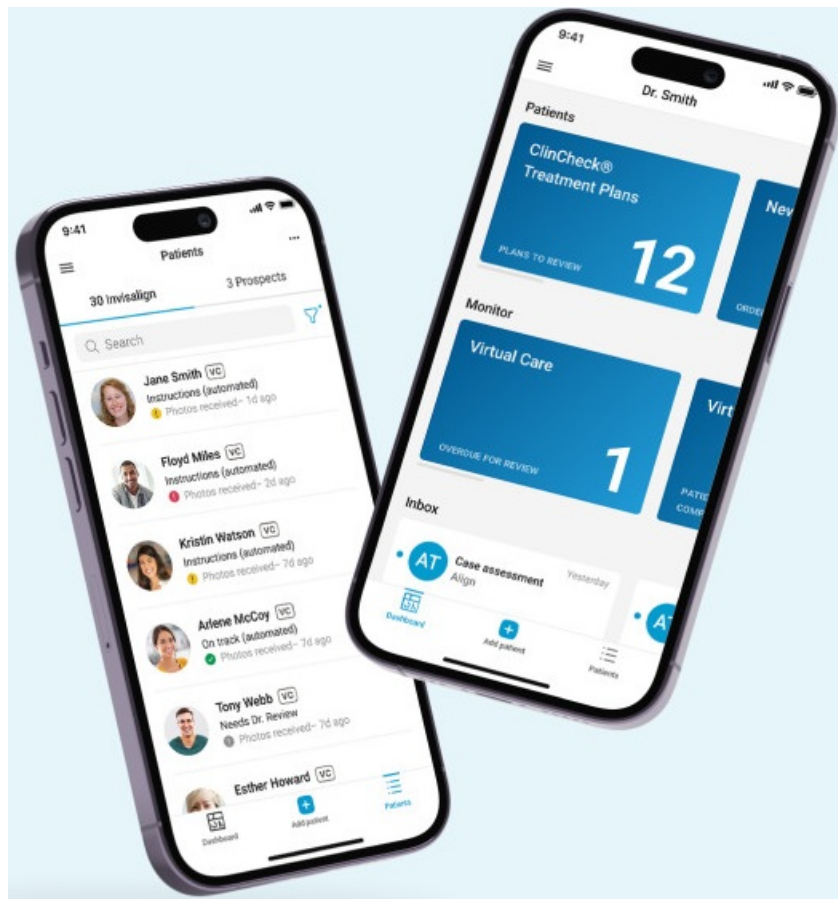 9:41
Patients
30 Invisalign
3 Prospects
Search
Jane Smith VC
Instructions (automated)
Photos received– 1d ago
Floyd Miles VC
Instructions (automated)
Photos received– 2d ago
Kristin Watson VC
Instructions (automated)
Photos received– 7d ago
Arlene McCoy VC
On track (automated)
Photos received– 7d ago
Tony Webb VC
Needs Dr. Review
Photos received– 7d ago
Esther Howard VC
Dashboard
Add patient
Patients
9:41
Dr. Smith
Patients
ClinCheck®
Treatment Plans
PLANS TO REVIEW
12
New
Monitor
Virtual Care
OVERDUE FOR REVIEW
1
Virt
PATIE
COMP
Inbox
AT
Case assessment
Yesterday
Align
Dashboard
Add patient
Patients